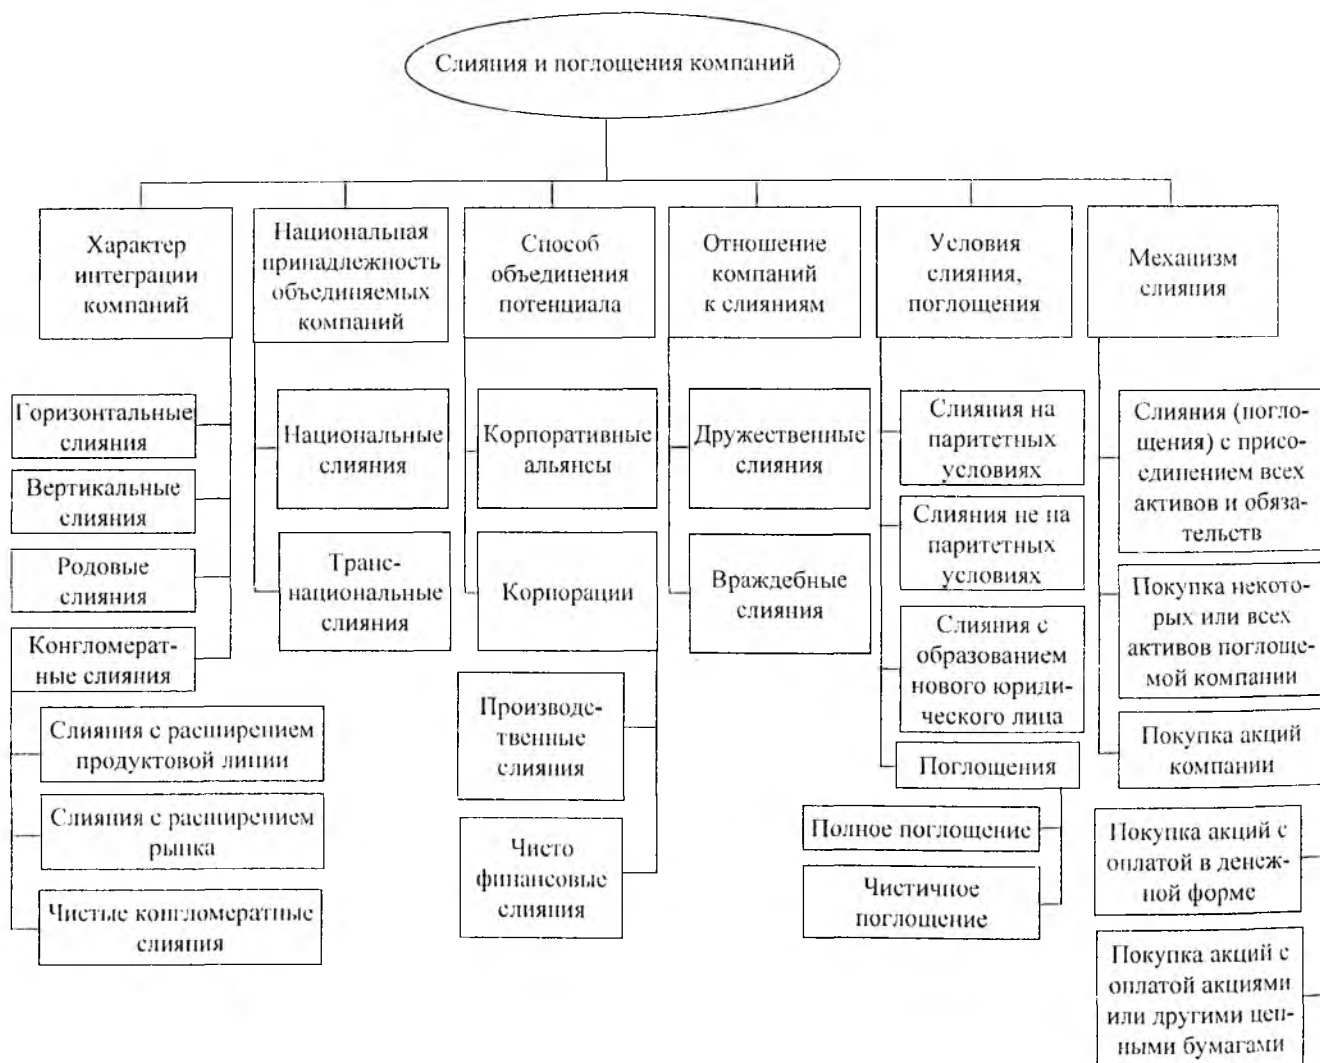 Слияния и поглощения компаний
Характер
интеграции
компаний
Национальная
принадлежность
объединяемых
компаний
Способ
объединения
потенциала
Отношение
компаний
к слияниям
Условия
слияния,
поглощения
Механизм
слияния
Горизонтальные
слияния
Вертикальные
слияния
Родовые
слияния
Конгломерат-
ные слияния
Слияния с расширением
продуктовой линии
Слияния с расширением
рынка
Чистые конгломератные
слияния
Национальные
слияния
Транс-
национальные
слияния
Корпоративные
альянсы
Корпорации
Производс-
твенные
слияния
Чисто
финансовые
слияния
Дружественные
слияния
Враждебные
слияния
Слияния на
паритетных
условиях
Слияния не на
паритетных
условиях
Слияния с
образованием
нового юриди-
ческого лица
Поглощения
Полное поглощение
Чистичное
поглощение
Слияния (погло-
щения) с присо-
единением всех
активов и обяза-
тельств
Покупка некото-
рых или всех
активов поглоще-
мой компании
Покупка акций
компании
Покупка акций с
оплатой в денеж-
ной форме
Покупка акций с
оплатой акциями
или другими цен-
ными бумагами